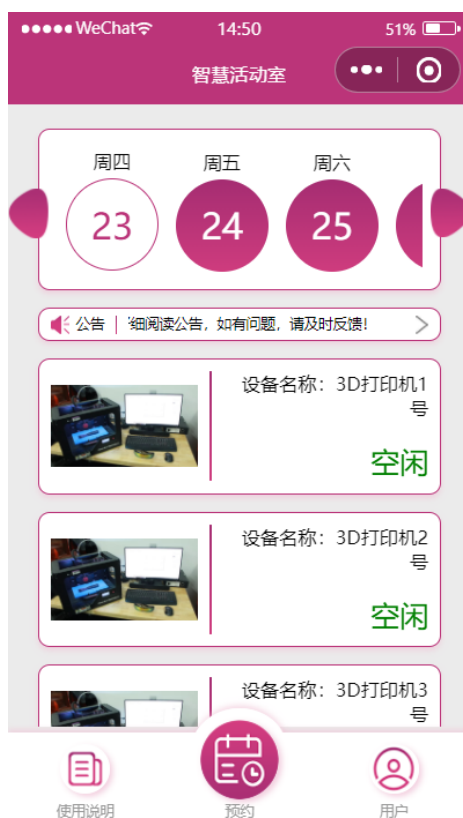 WeChat 14:50 51%
智慧活动室
周四 周五 周六
23 24 25
公告 细阅读公告，如有问题，请及时反馈！
设备名称：3D打印机1
号
空闲
设备名称：3D打印机2
号
空闲
设备名称：3D打印机3
号
使用说明 预约 用户